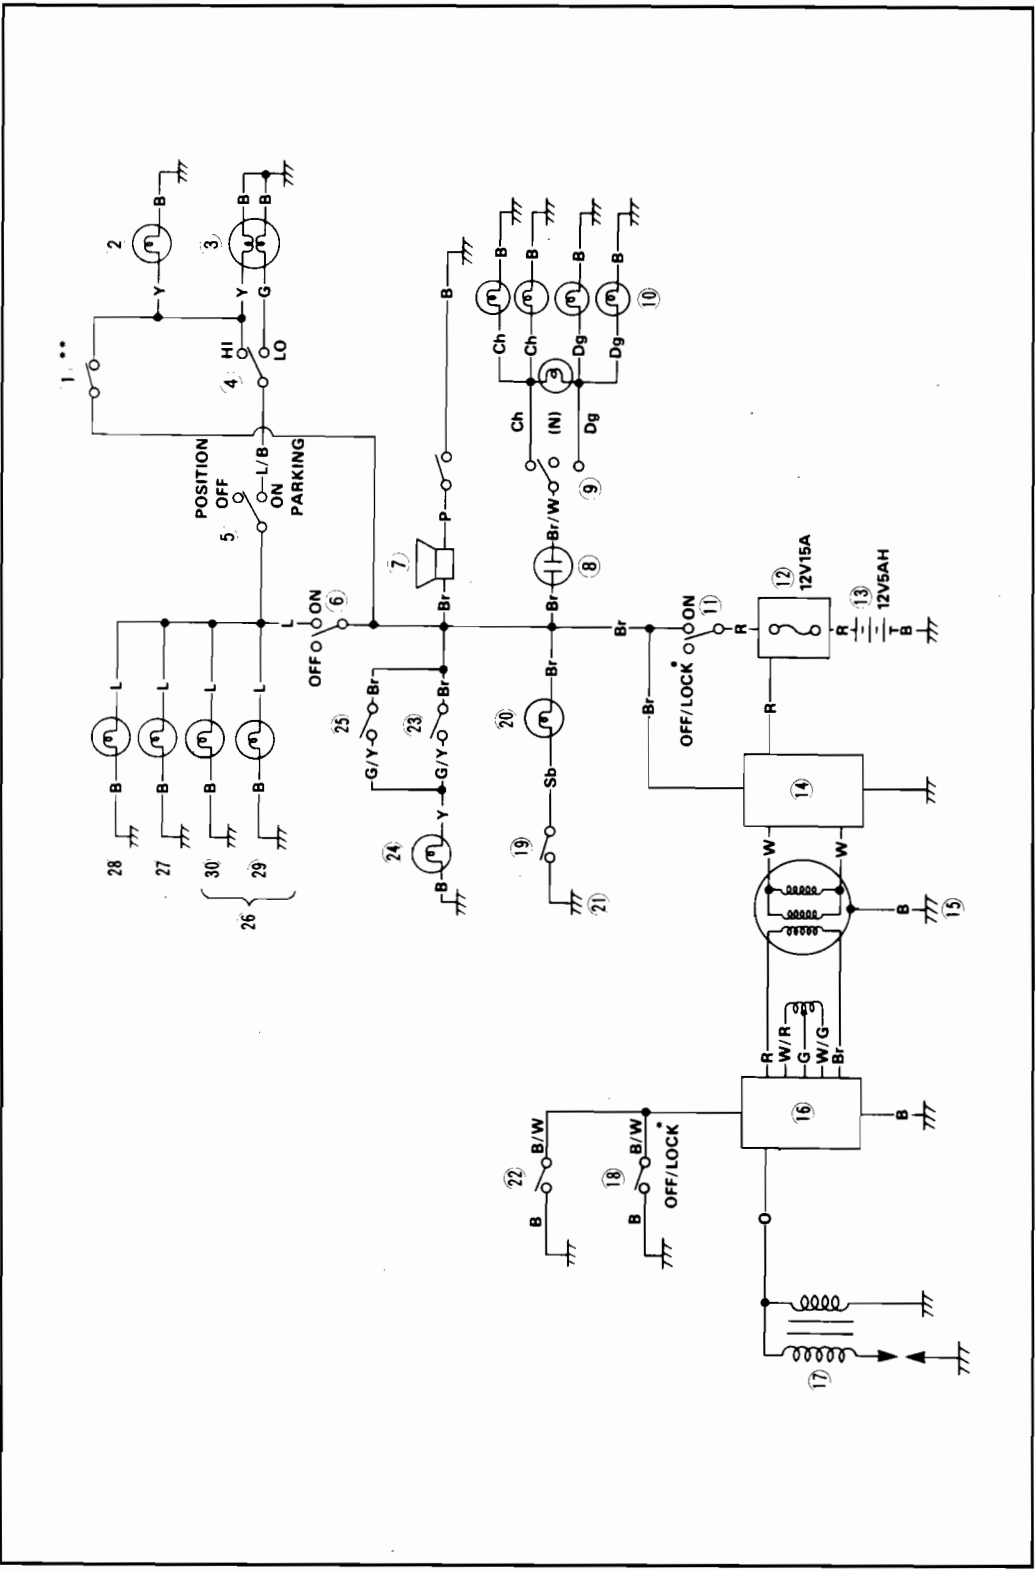 1 **
2
Y
B
3
Y
G
B
B
HI
LO
4
POSITION
OFF
ON
PARKING
L/B
5
L
ON
OFF
6
L
L
L
L
B
B
B
B
28
27
30
29
26
7
Br
P
B
25
Br
G/Y
23
Br
G/Y
24
Y
B
8
Br
Br/W
9
Ch
(N)
Dg
Ch
Ch
Dg
Dg
B
B
B
B
10
20
Br
Sb
19
21
Br
Br
ON
OFF/LOCK*
11
R
12
12V15A
R
13
12V5AH
B
R
14
W
W
15
B
R
W/R
G
W/G
Br
16
B
22
B/W
B
18
B/W
OFF/LOCK*
B
O
17